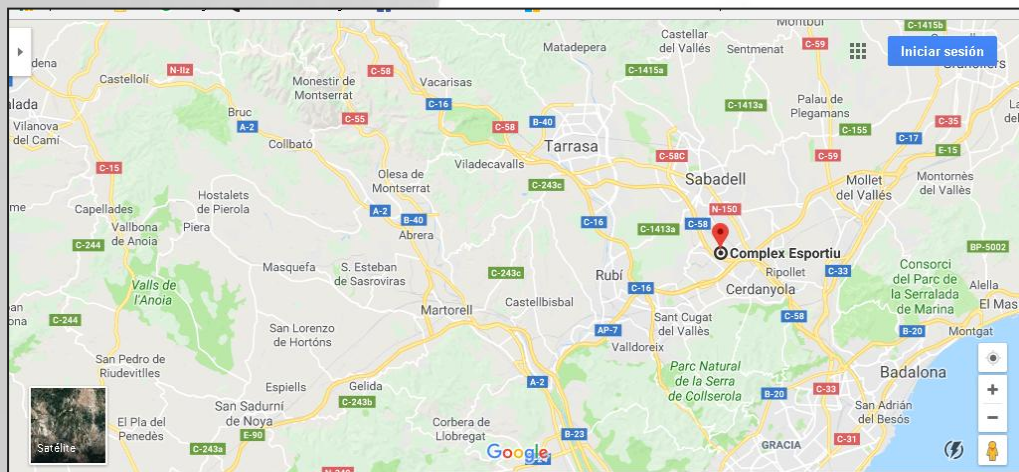 Montbui
C-1415b
Castellar
del Vallés
Sentmenat
C-59
Iniciar sesión
Matadepera
N-IIz
Castellolí
C-58
Vacarisas
C-1415a
Monestir de
Montserrat
C-16
C-1413a
Palau de
Plegamans
Bruc
A-2
C-55
B-40
C-58
C-35
C-155
C-17
Vilanova
del Camí
Collbató
Tarrasa
E-15
Viladecavalls
C-58C
C-59
C-15
Olesa de
Montserrat
C-243c
Sabadell
Mollet
del Vallés
Montornès
del Vallès
Hostalets
de Pierola
Capellades
A-2
B-40
N-150
C-16
C-1413a
C-58
Vallbona
de Anoia
Piera
C-244
Abrera
BP-5002
Complex Esportiu
Masquefa
S. Esteban
de Sasroviras
C-243c
Rubí
Ripollet
C-33
Consorci
del Parc de
la Serralada
de Marina
Valls de
l'Anoia
C-16
Cerdanyola
Alella
El Mas
Castellbisbal
Martorell
C-244
San Lorenzo
de Hortóns
AP-7
Sant Cugat
del Vallès
C-58
B-20
Montgat
Valldoreix
San Pedro de
Riudevitlles
Parc Natural
de la Serra
de Collserola
Badalona
Espiells
Gelida
A-2
B-20
C-33
C-243b
San Sadurní
de Noya
San Adrián
del Besós
El Pla del
Penedès
Corbera de
Llobregat
E-90
B-23
C-31
GRACIA
C-243a
Satélite
Google